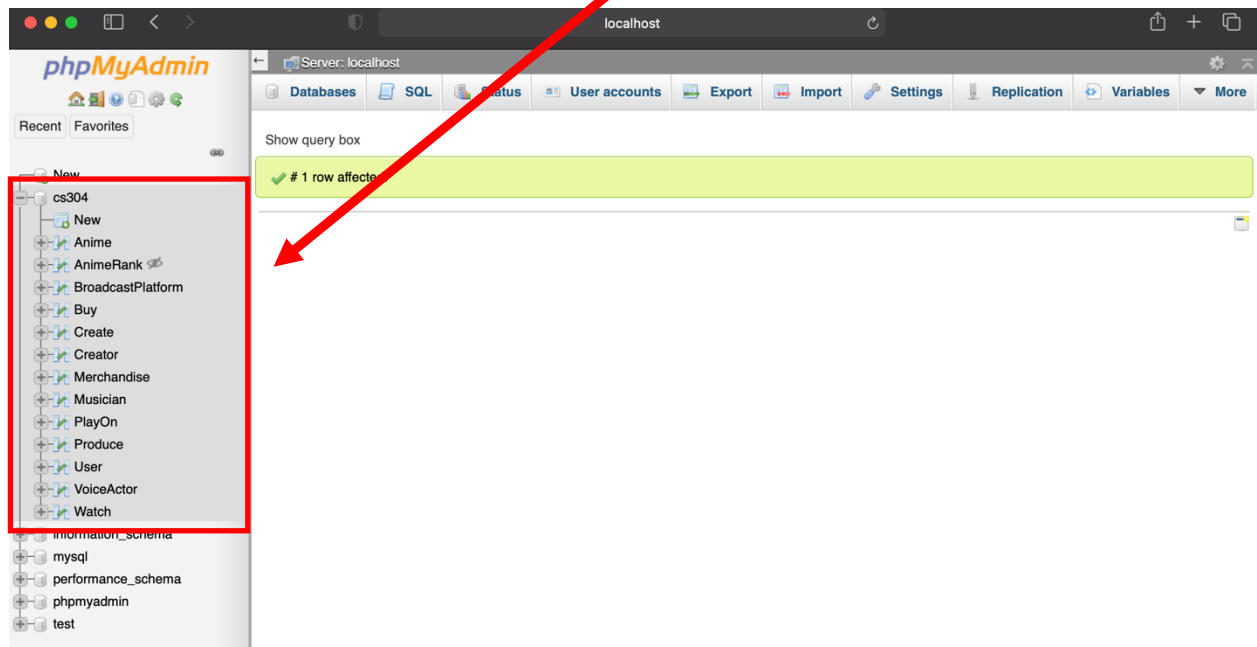 localhost
phpMyAdmin
Recent Favorites
New
cs304
New
Anime
AnimeRank
BroadcastPlatform
Buy
Create
Creator
Merchandise
Musician
PlayOn
Produce
User
VoiceActor
Watch
information_schema
mysql
performance_schema
phpmyadmin
test
Server: localhost
Databases SQL Status User accounts Export Import Settings Replication Variables More
Show query box
# 1 row affected.